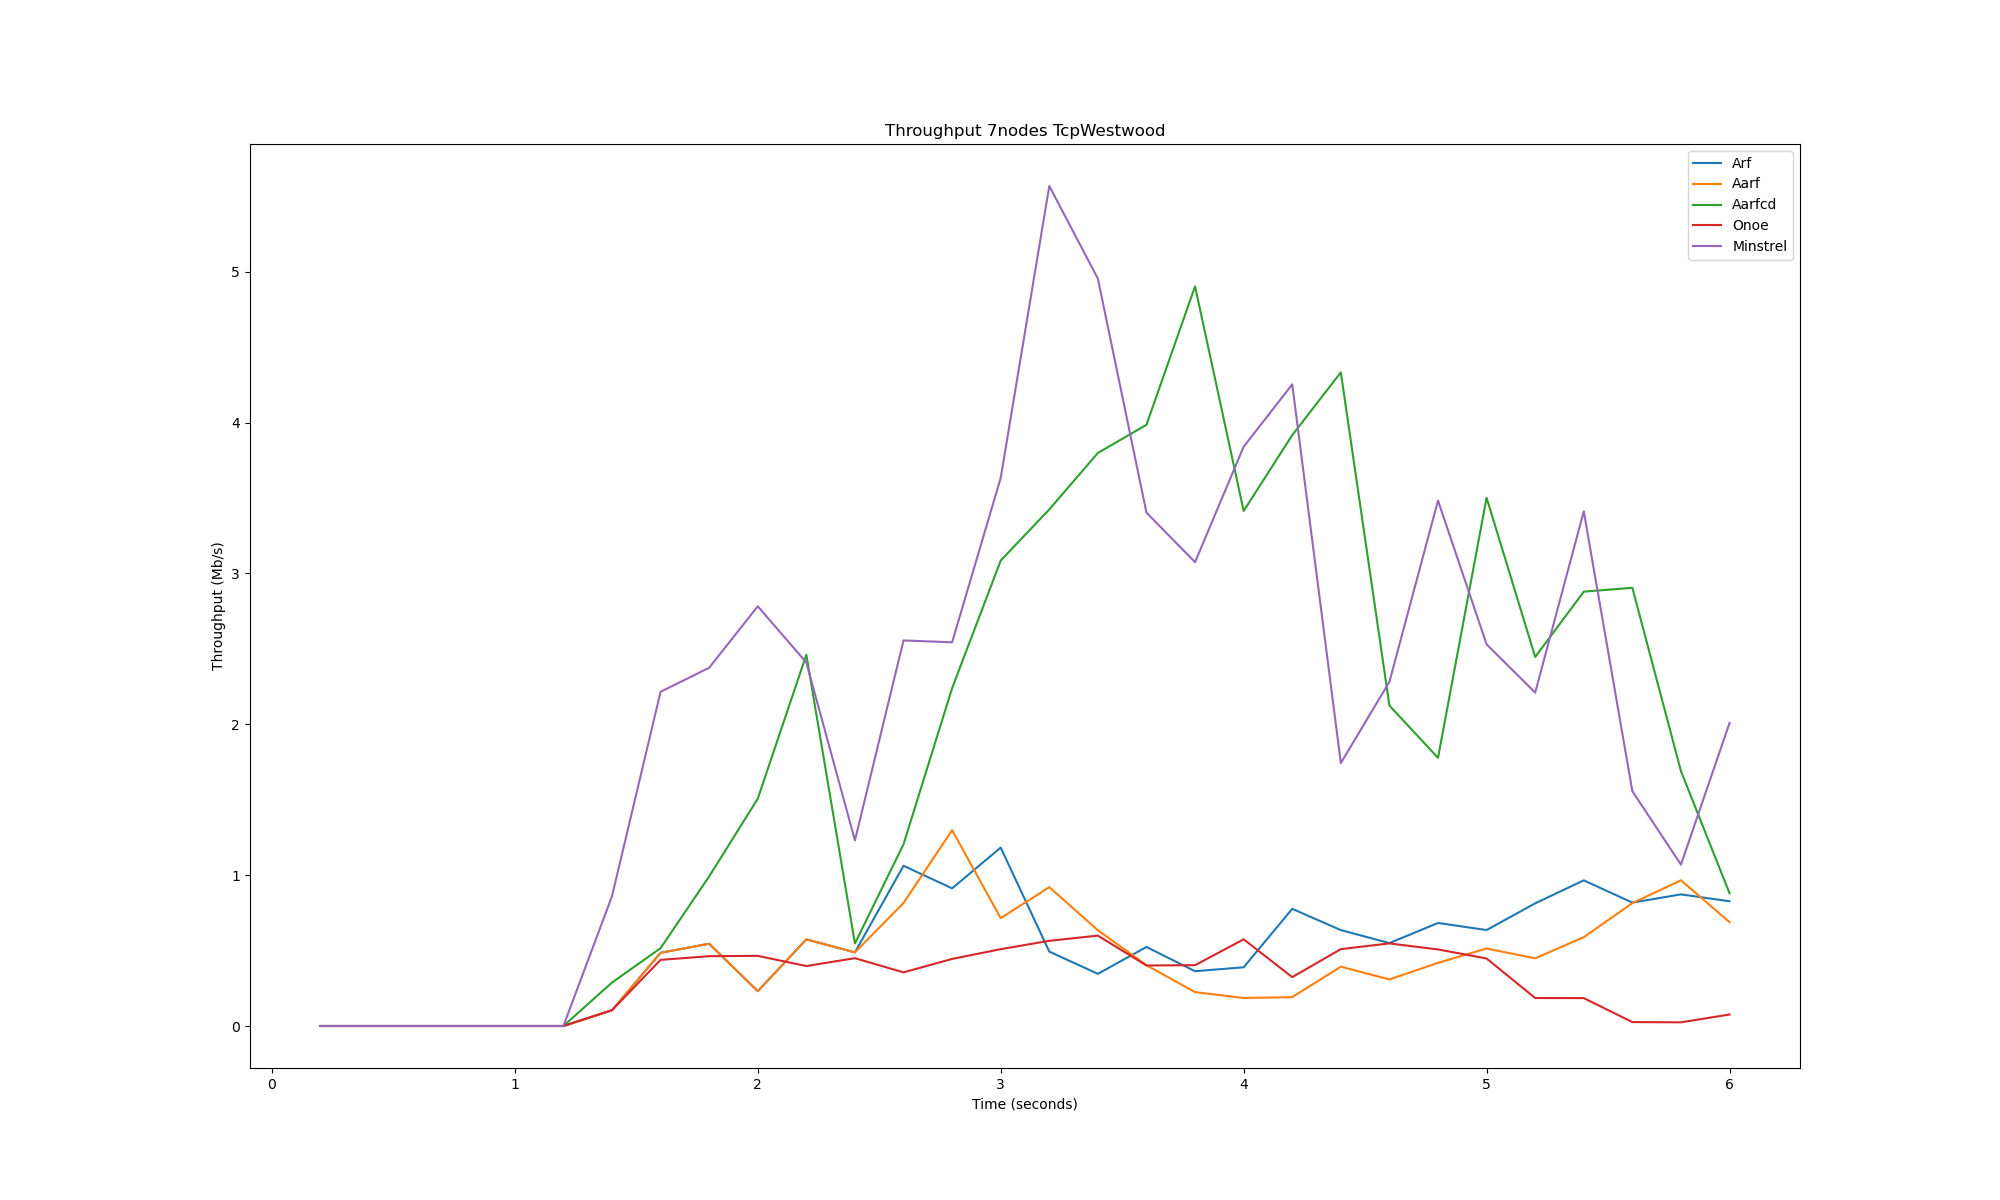 Throughput 7nodes TcpWestwood
Arf
Aarf
Aarfcd
Onoe
Minstrel
Throughput (Mb/s)
5
4
3
2
1
0
0 1 2 3 4 5 6
Time (seconds)